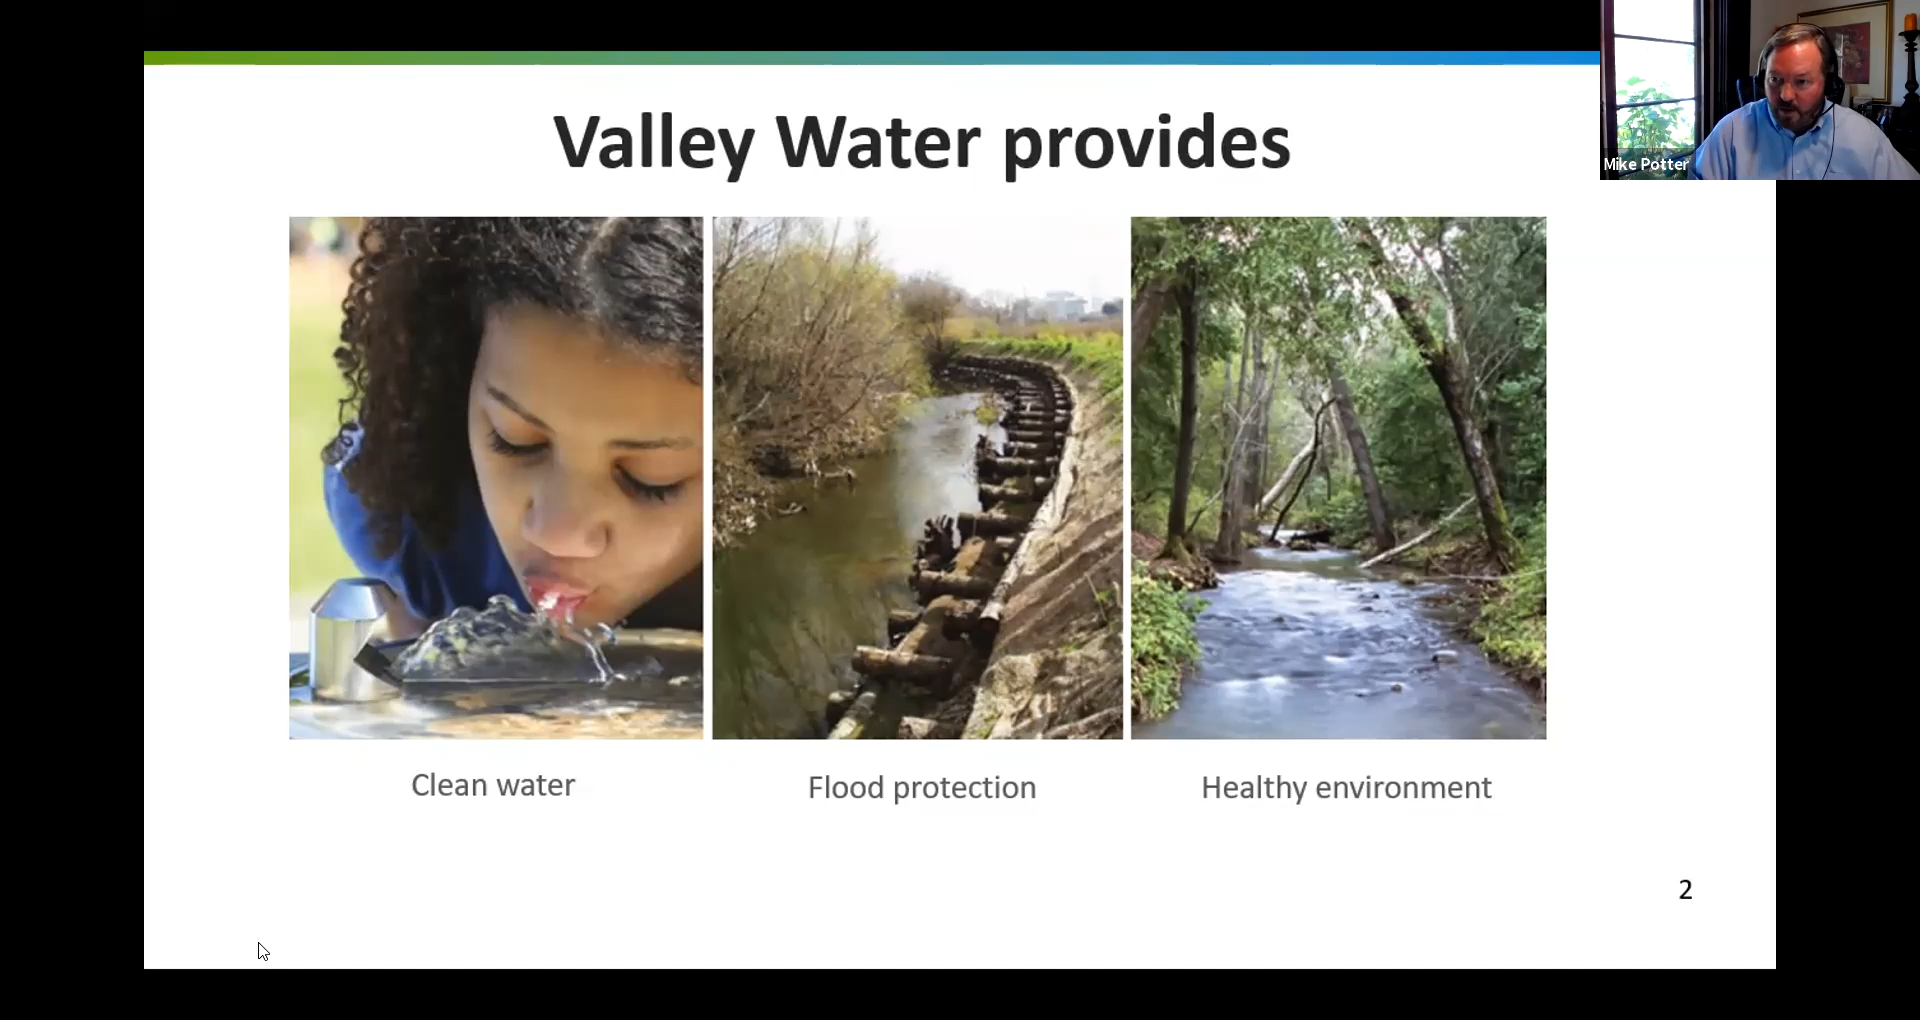 Valley Water provides
Mike Potter
Clean water
Flood protection
Healthy environment
2